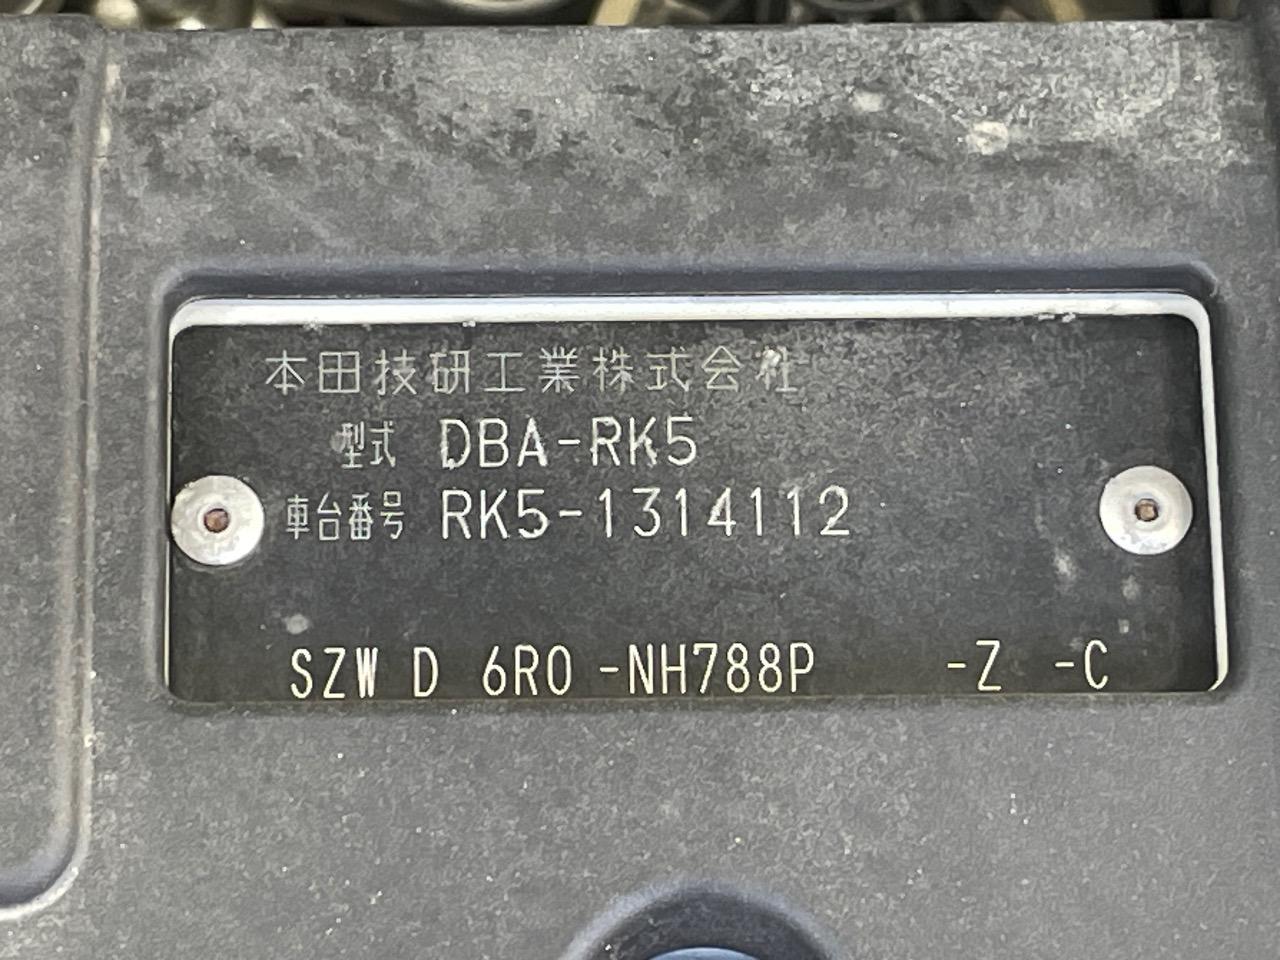 本田技研工業株式会社
型式 DBA-RK5
車台番号 RK5-1314112
SZW D 6R0 -NH788P -Z -C